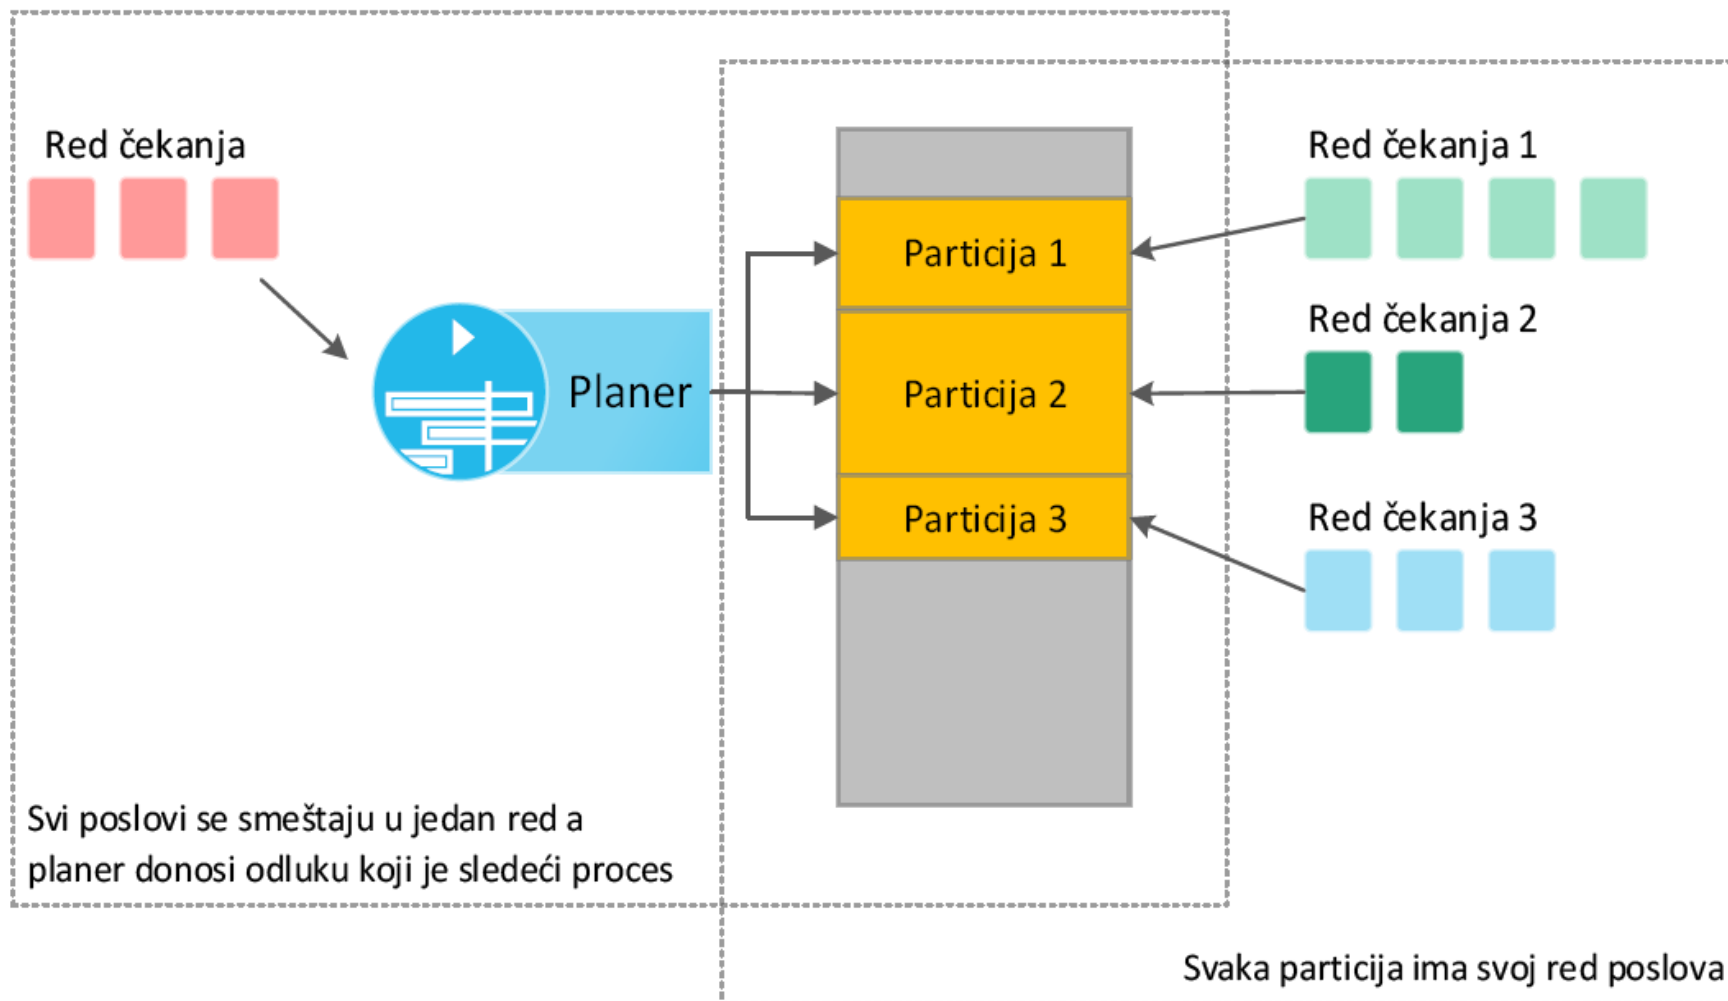 Red čekanja
Planer
Svi poslovi se smeštaju u jedan red a
planer donosi odluku koji je sledeći proces
Particija 1
Particija 2
Particija 3
Red čekanja 1
Red čekanja 2
Red čekanja 3
Svaka particija ima svoj red poslova